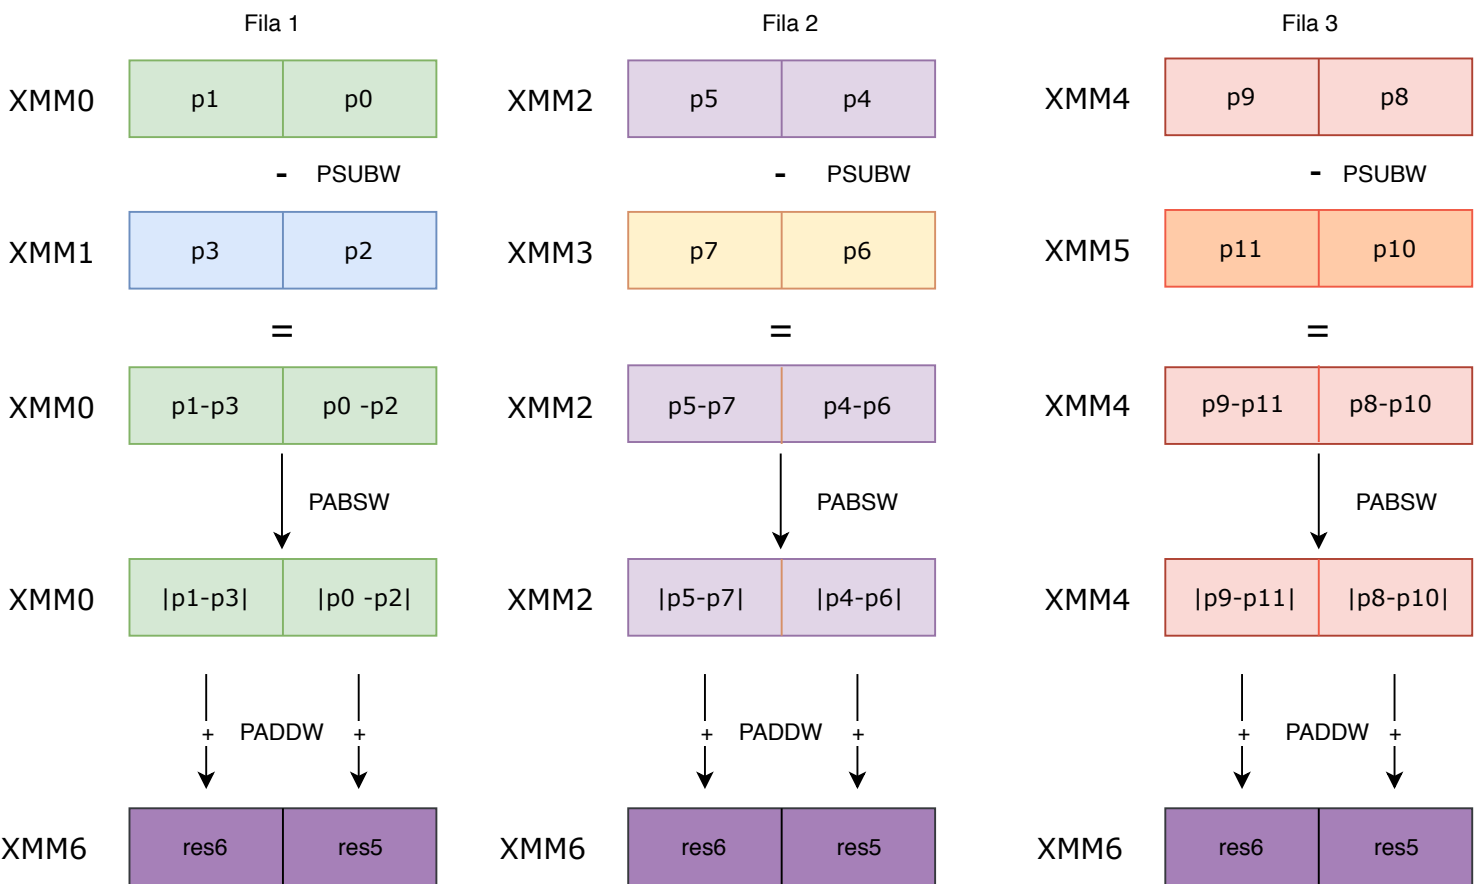 Fila 1 Fila 2 Fila 3
XMM0 p1 p0 XMM2 p5 p4 XMM4 p9 p8
- PSUBW - PSUBW - PSUBW
XMM1 p3 p2 XMM3 p7 p6 XMM5 p11 p10
= = =
XMM0 p1-p3 p0 -p2 XMM2 p5-p7 p4-p6 XMM4 p9-p11 p8-p10
PABSW PABSW PABSW
XMM0 |p1-p3| |p0 -p2| XMM2 |p5-p7| |p4-p6| XMM4 |p9-p11| |p8-p10|
+ PADDW + + PADDW + + PADDW +
XMM6 res6 res5 XMM6 res6 res5 XMM6 res6 res5